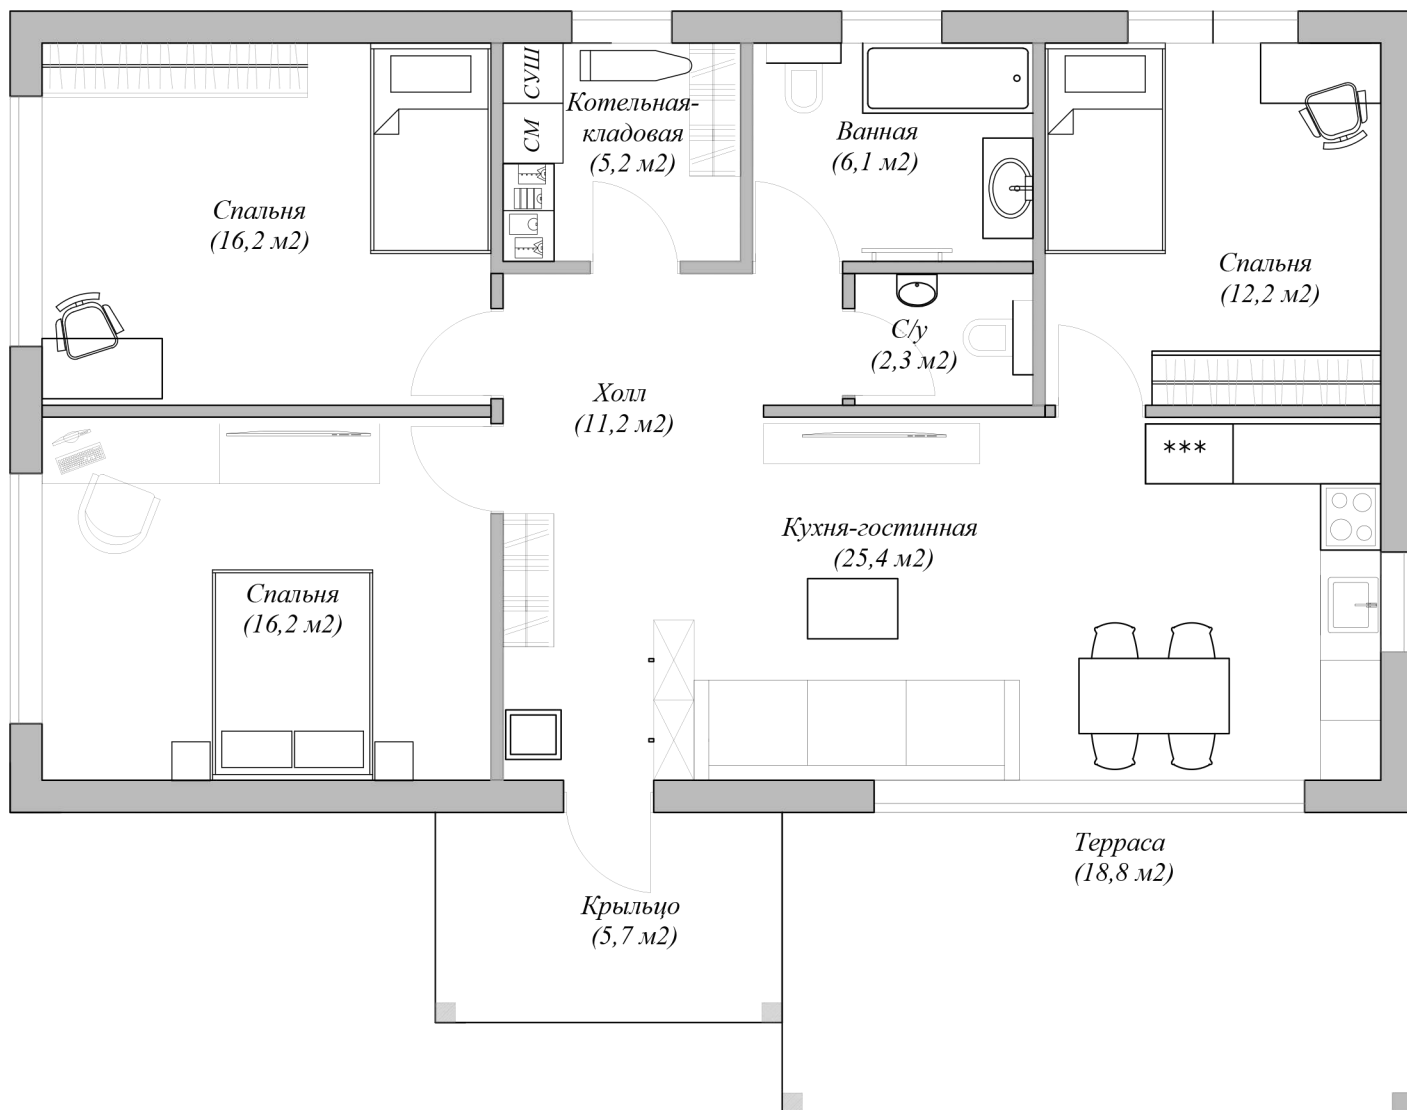 СУШ
СМ
Котельная-
кладовая
(5,2 м2)
Ванная
(6,1 м2)
Спальня
(16,2 м2)
Спальня
(12,2 м2)
С/у
(2,3 м2)
Холл
(11,2 м2)
***
Кухня-гостинная
(25,4 м2)
Спальня
(16,2 м2)
Терраса
(18,8 м2)
Крыльцо
(5,7 м2)